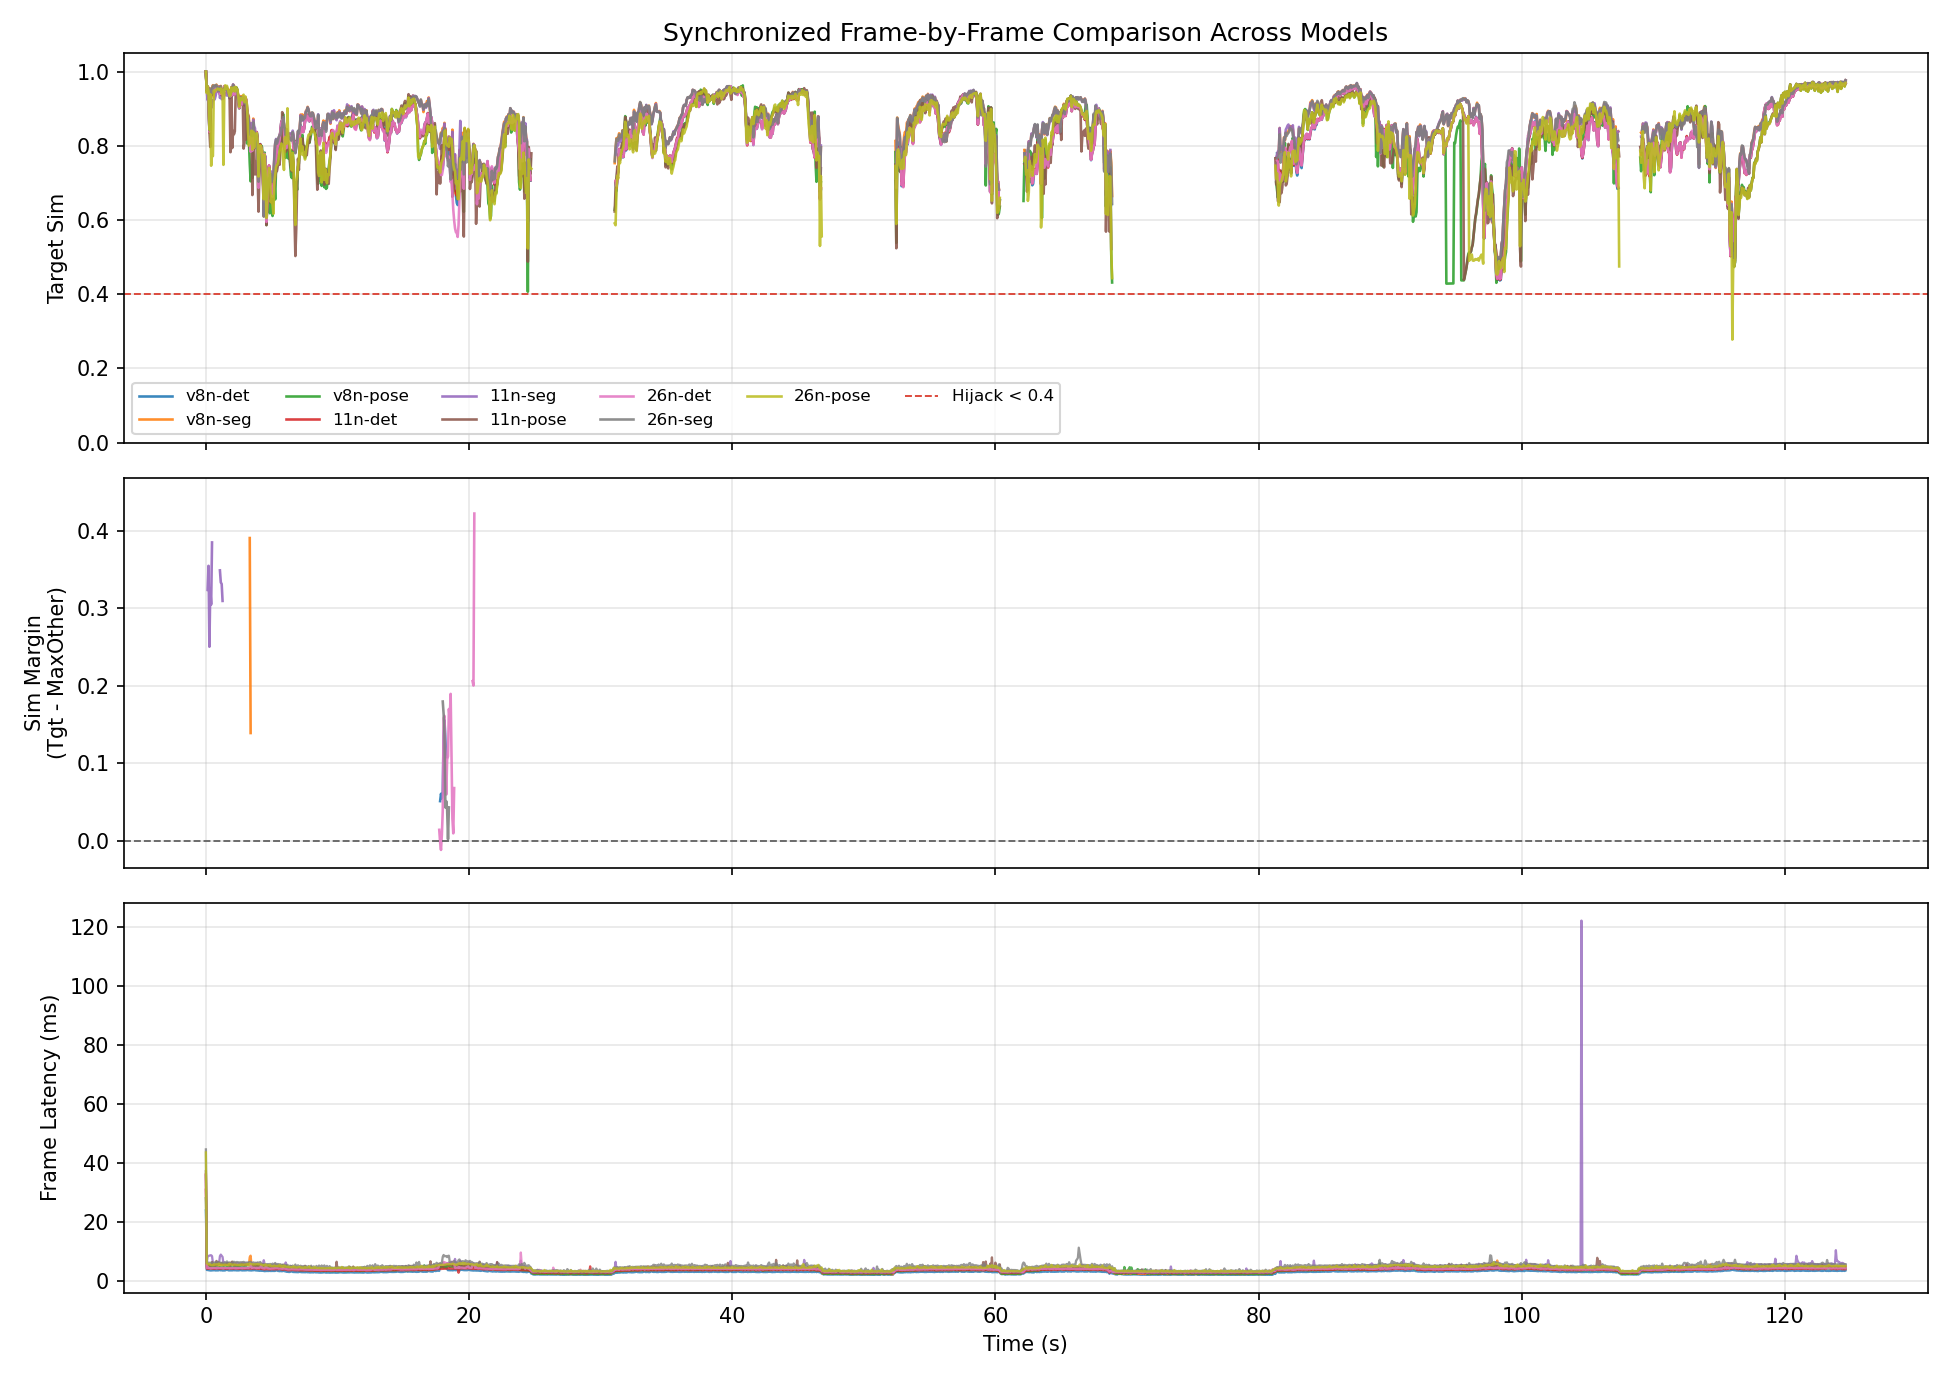 Synchronized Frame-by-Frame Comparison Across Models
1.0
0.8
0.6
0.4
0.2
0.0
Target Sim
v8n-det
v8n-seg
v8n-pose
11n-det
11n-seg
11n-pose
26n-det
26n-seg
26n-pose
Hijack < 0.4
0.4
0.3
0.2
0.1
0.0
Sim Margin
(Tgt - MaxOther)
120
100
80
60
40
20
0
Frame Latency (ms)
0 20 40 60 80 100 120
Time (s)